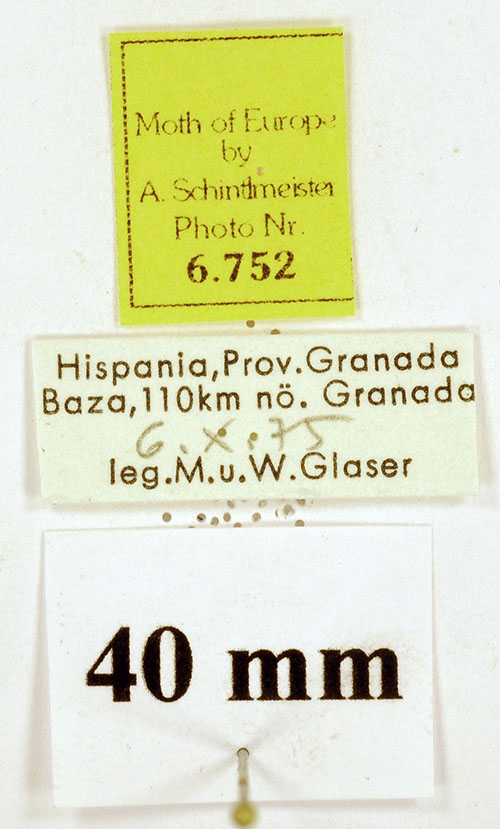 Moth of Europe
by
A. Schintlmeister
Photo Nr.
6.752
Hispania,Prov.Granada
Baza,110km nö. Granada
6.X.75
leg.M.u.W.Glaser
40 mm